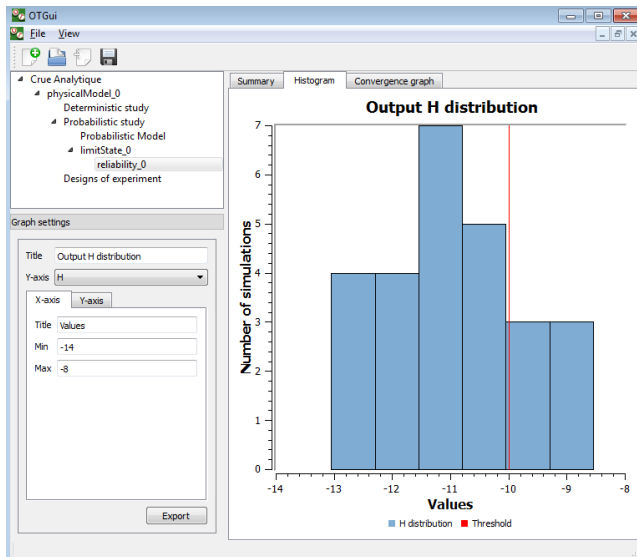 OTGui
File View
Crue Analytique
physicalModel_0
Deterministic study
Probabilistic study
Probabilistic Model
limitState_0
reliability_0
Designs of experiment
Graph settings
Title Output H distribution
Y-axis H
X-axis Y-axis
Title Values
Min -14
Max -8
Export
Summary Histogram Convergence graph
Output H distribution
Number of simulations
7
6
5
4
3
2
1
0
-14 -13 -12 -11 -10 -9 -8
Values
H distribution Threshold